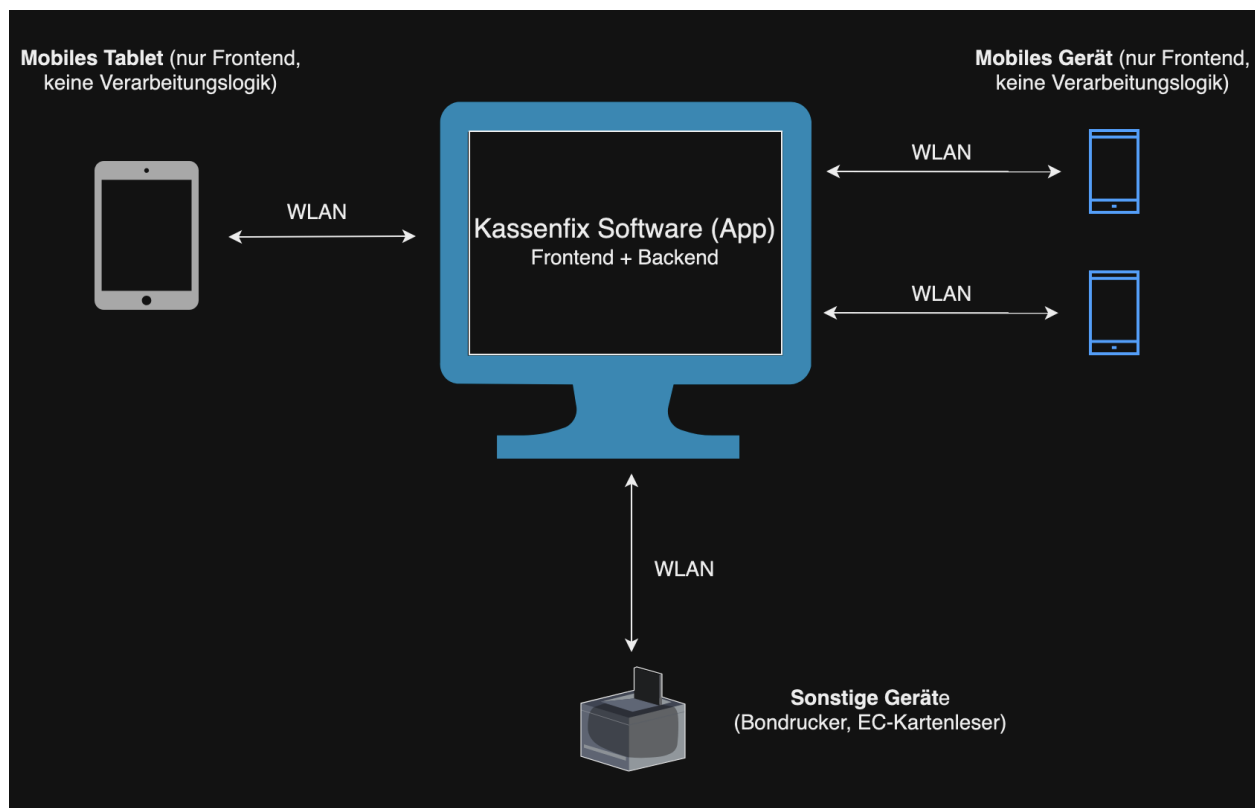 Mobiles Tablet (nur Frontend,
keine Verarbeitungslogik)
Mobiles Gerät (nur Frontend,
keine Verarbeitungslogik)
WLAN
WLAN
Kassenfix Software (App)
Frontend + Backend
WLAN
WLAN
Sonstige Geräte
(Bondrucker, EC-Kartenleser)